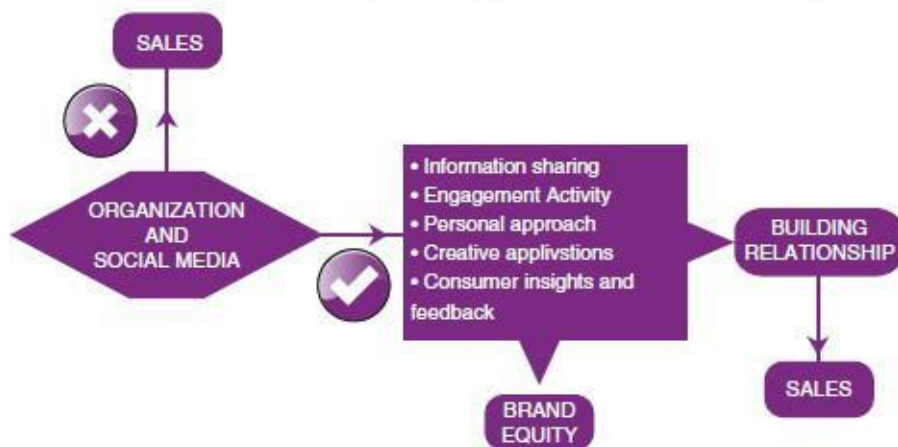 SALES
ORGANIZATION
AND
SOCIAL MEDIA
• Information sharing
• Engagement Activity
• Personal approach
• Creative applivstions
• Consumer insights and
feedback
BUILDING
RELATIONSHIP
SALES
BRAND
EQUITY